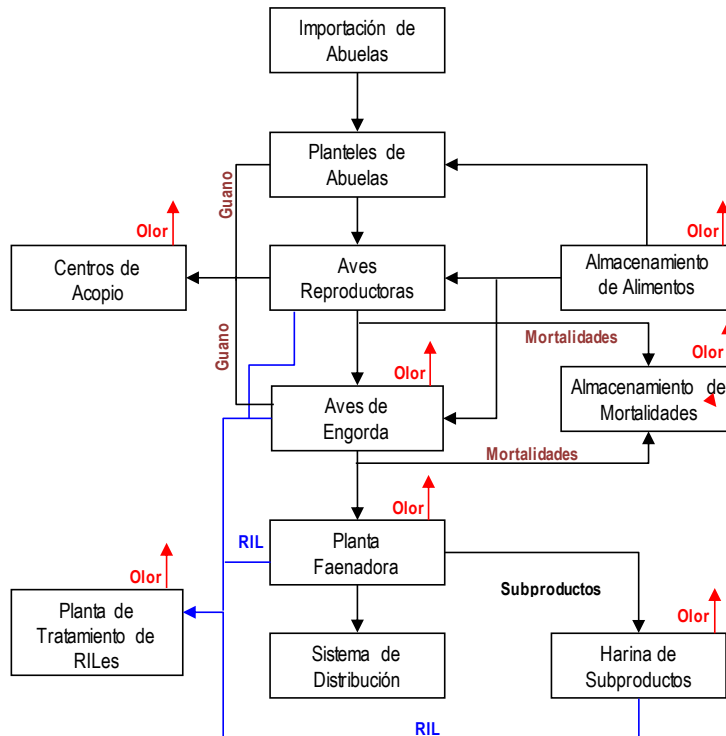 Importación de
Abuelas
Planteles de
Abuelas
Guano
Olor
Olor
Centros de
Acopio
Aves
Reproductoras
Almacenamiento
de Alimentos
Guano
Mortalidades
Olor
Olor
Aves de
Engorda
Almacenamiento de
Mortalidades
Mortalidades
Olor
RIL
Planta
Faenadora
Olor
Subproductos
Planta de
Tratamiento de
RILes
Olor
Sistema de
Distribución
Harina de
Subproductos
RIL